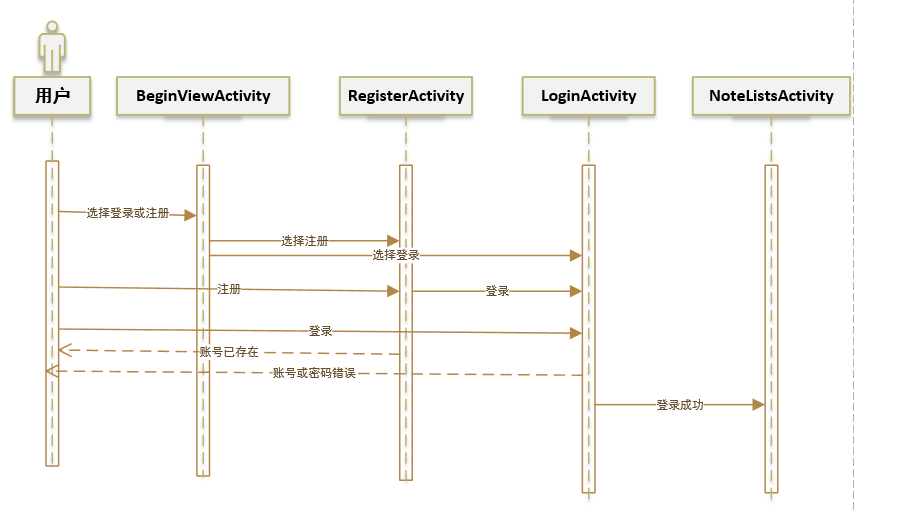 用户
BeginViewActivity
RegisterActivity
LoginActivity
NoteListsActivity
选择登录或注册
选择注册
选择登录
注册
登录
登录
账号已存在
账号或密码错误
登录成功